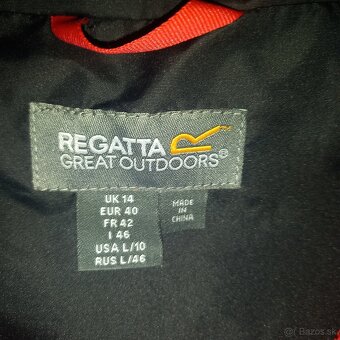 REGATTA
GREAT OUTDOORS®
UK 14
EUR 40
FR 42
I 46
USA L/10
RUS L/46
MADE
IN
CHINA
Bazos.sk